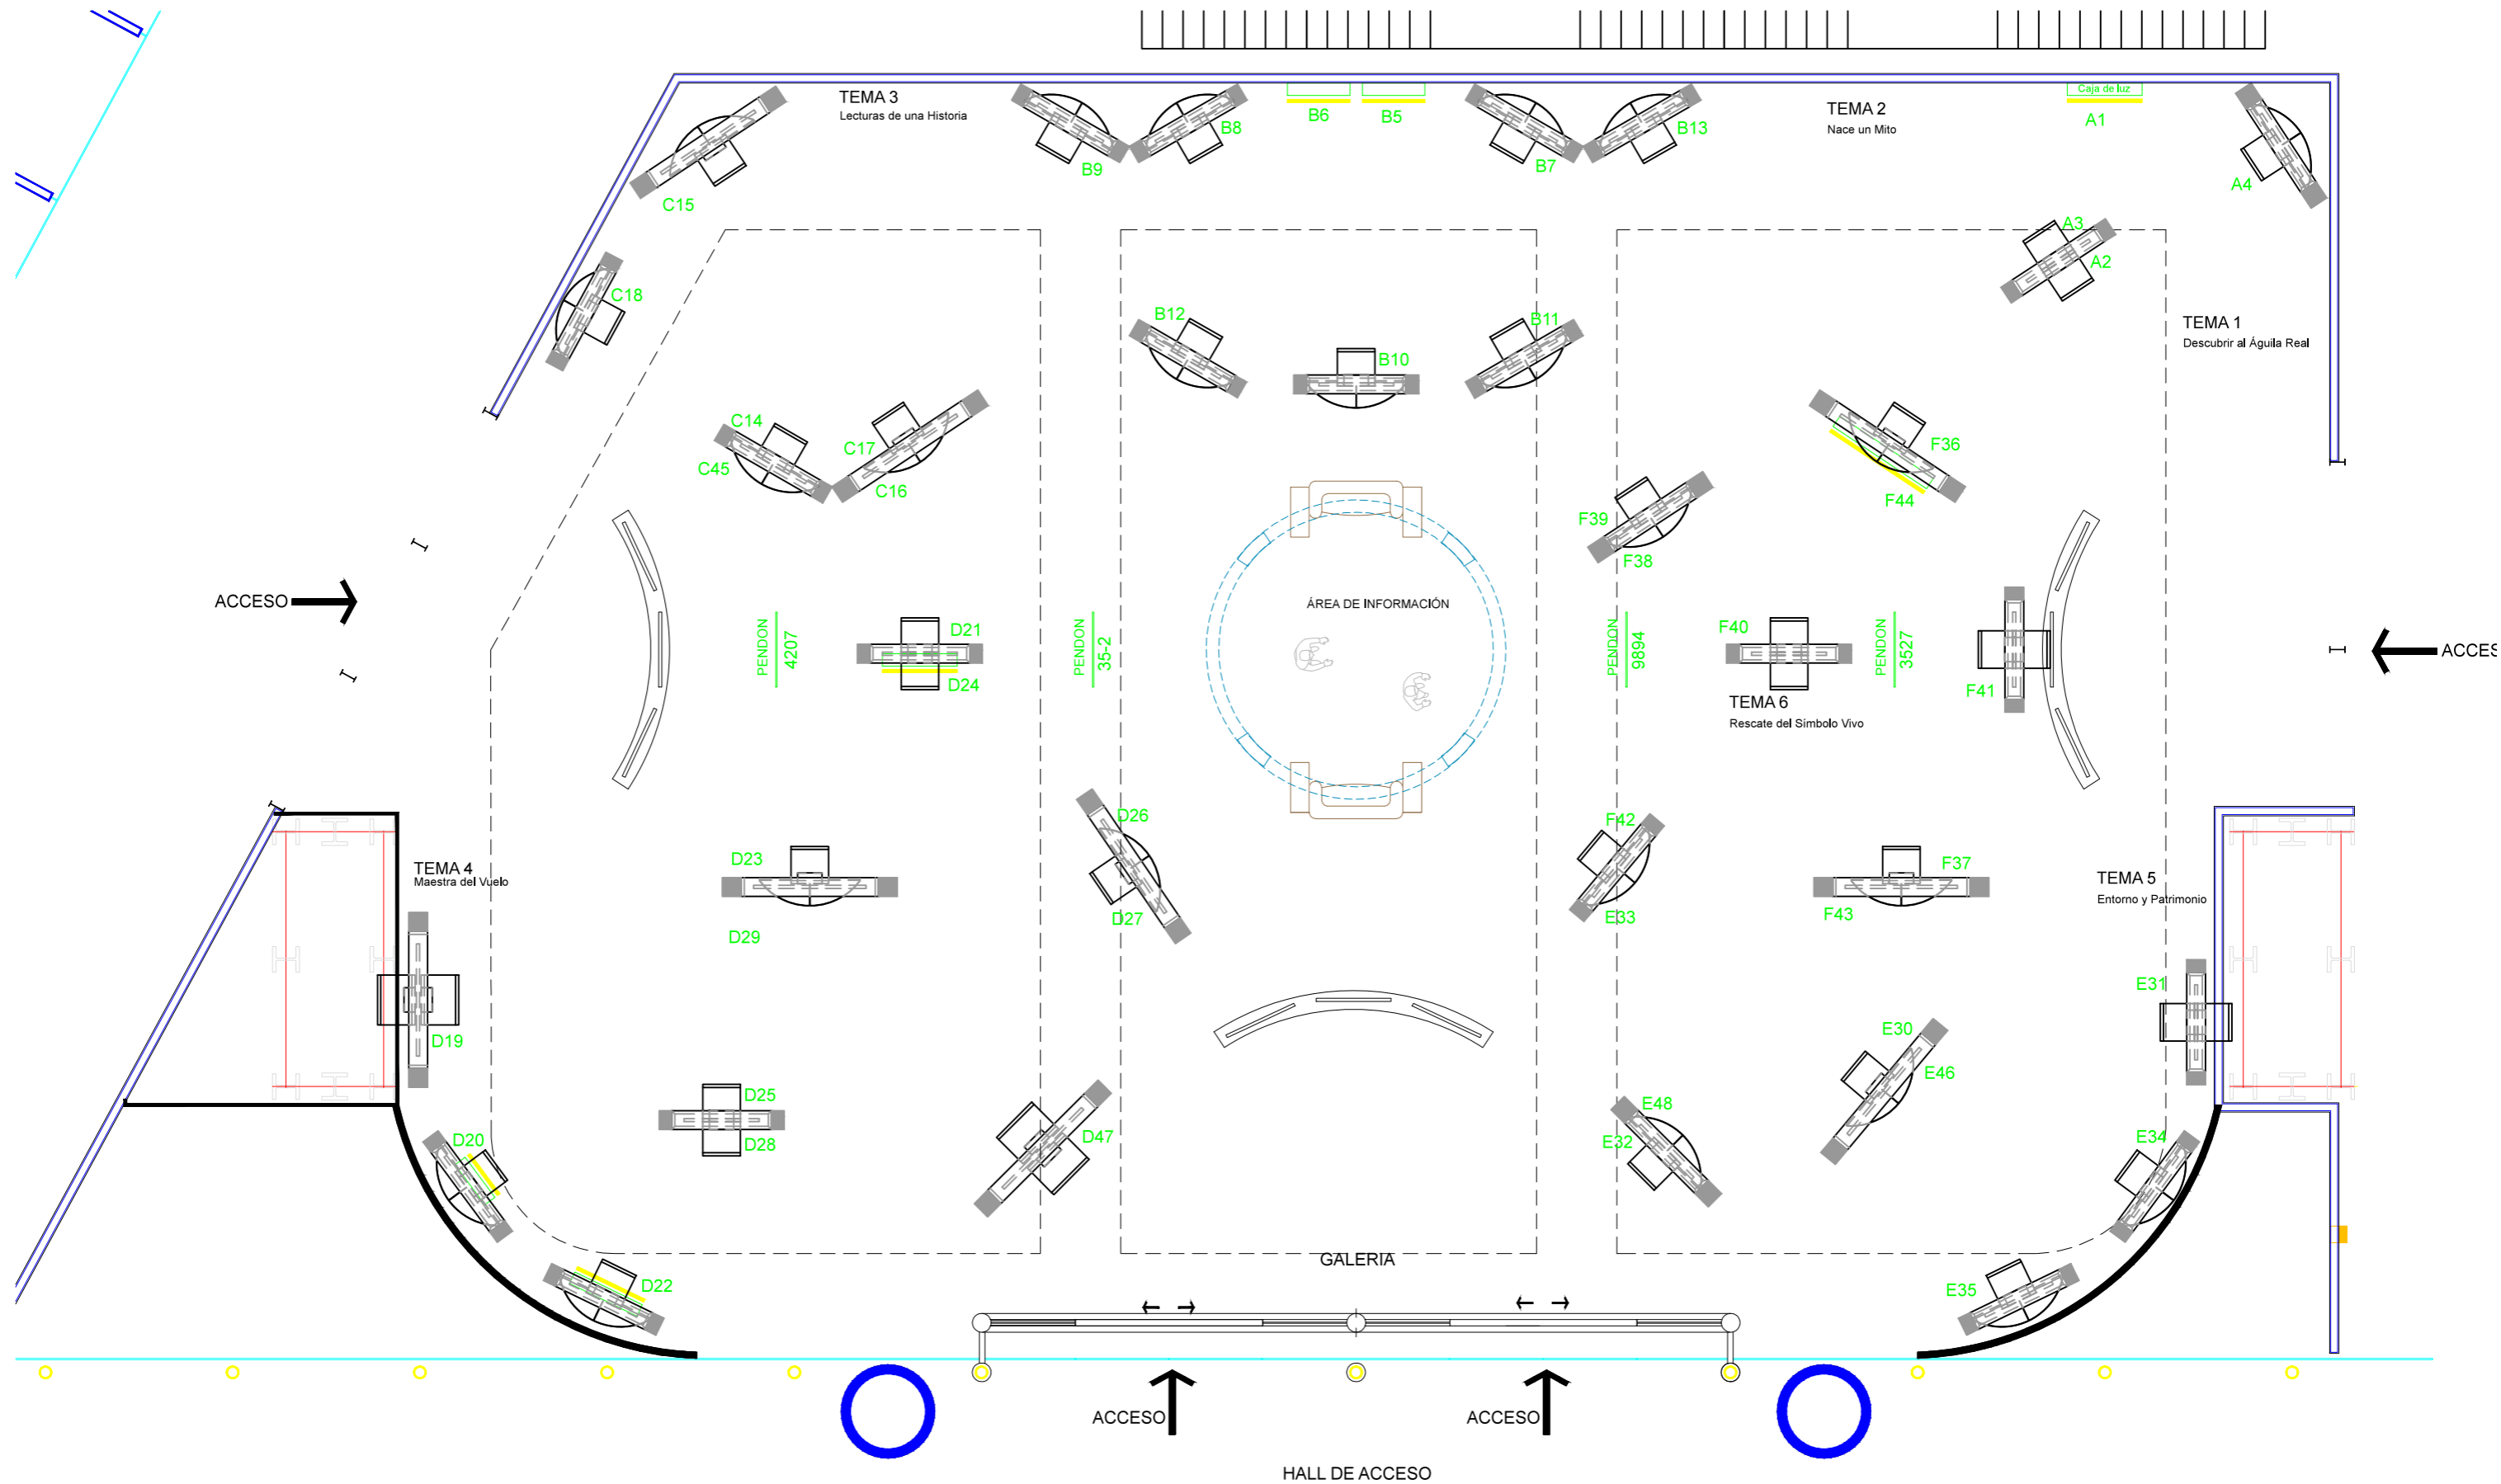 TEMA 3
Lecturas de una Historia
B9
B8
B6
B5
B7
B13
TEMA 2
Nace un Mito
Caja de luz
A1
A4
C15
C18
A3
A2
B12
B10
B11
TEMA 1
Descubrir al Águila Real
C14
C45
C17
C16
F36
F44
F39
F38
ACCESO
ÁREA DE INFORMACIÓN
PENDON
4207
D21
D24
PENDON
35-2
PENDON
9894
F40
TEMA 6
Rescate del Símbolo Vivo
PENDON
3527
F41
ACCES
TEMA 4
Maestra del Vuelo
D23
D29
D26
D27
F42
E33
F37
F43
TEMA 5
Entorno y Patrimonio
D19
E31
E30
E46
D25
D28
D47
E48
E32
D20
E34
D22
E35
GALERIA
ACCESO
ACCESO
HALL DE ACCESO